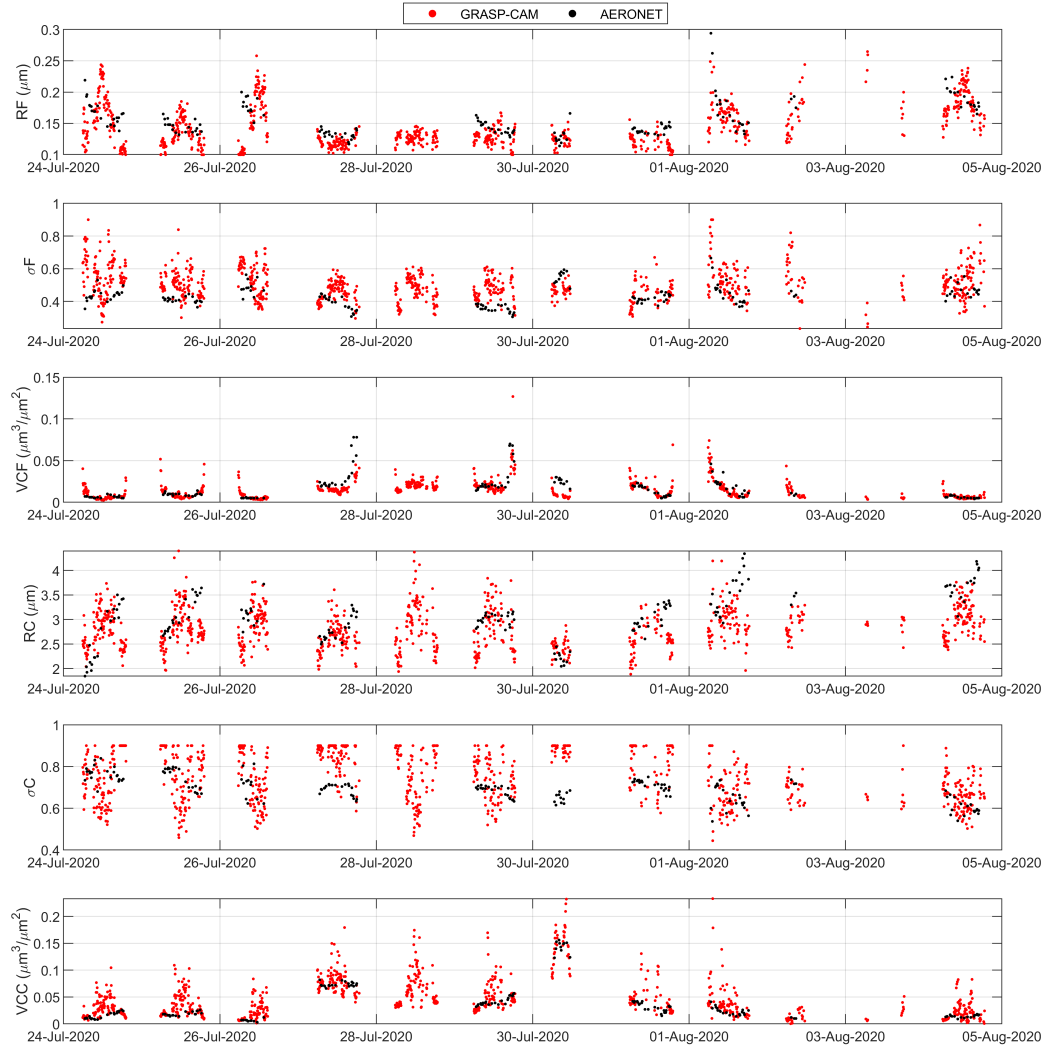 GRASP-CAM AERONET
0.3
0.25
0.2
0.15
0.1
RF (μm)
24-Jul-2020 26-Jul-2020 28-Jul-2020 30-Jul-2020 01-Aug-2020 03-Aug-2020 05-Aug-2020
1
0.8
0.6
0.4
σF
24-Jul-2020 26-Jul-2020 28-Jul-2020 30-Jul-2020 01-Aug-2020 03-Aug-2020 05-Aug-2020
0.15
0.1
0.05
0
VCF (μm³/μm²)
24-Jul-2020 26-Jul-2020 28-Jul-2020 30-Jul-2020 01-Aug-2020 03-Aug-2020 05-Aug-2020
4
3.5
3
2.5
2
RC (μm)
24-Jul-2020 26-Jul-2020 28-Jul-2020 30-Jul-2020 01-Aug-2020 03-Aug-2020 05-Aug-2020
1
0.8
0.6
0.4
σC
24-Jul-2020 26-Jul-2020 28-Jul-2020 30-Jul-2020 01-Aug-2020 03-Aug-2020 05-Aug-2020
0.2
0.15
0.1
0.05
0
VCC (μm³/μm²)
24-Jul-2020 26-Jul-2020 28-Jul-2020 30-Jul-2020 01-Aug-2020 03-Aug-2020 05-Aug-2020